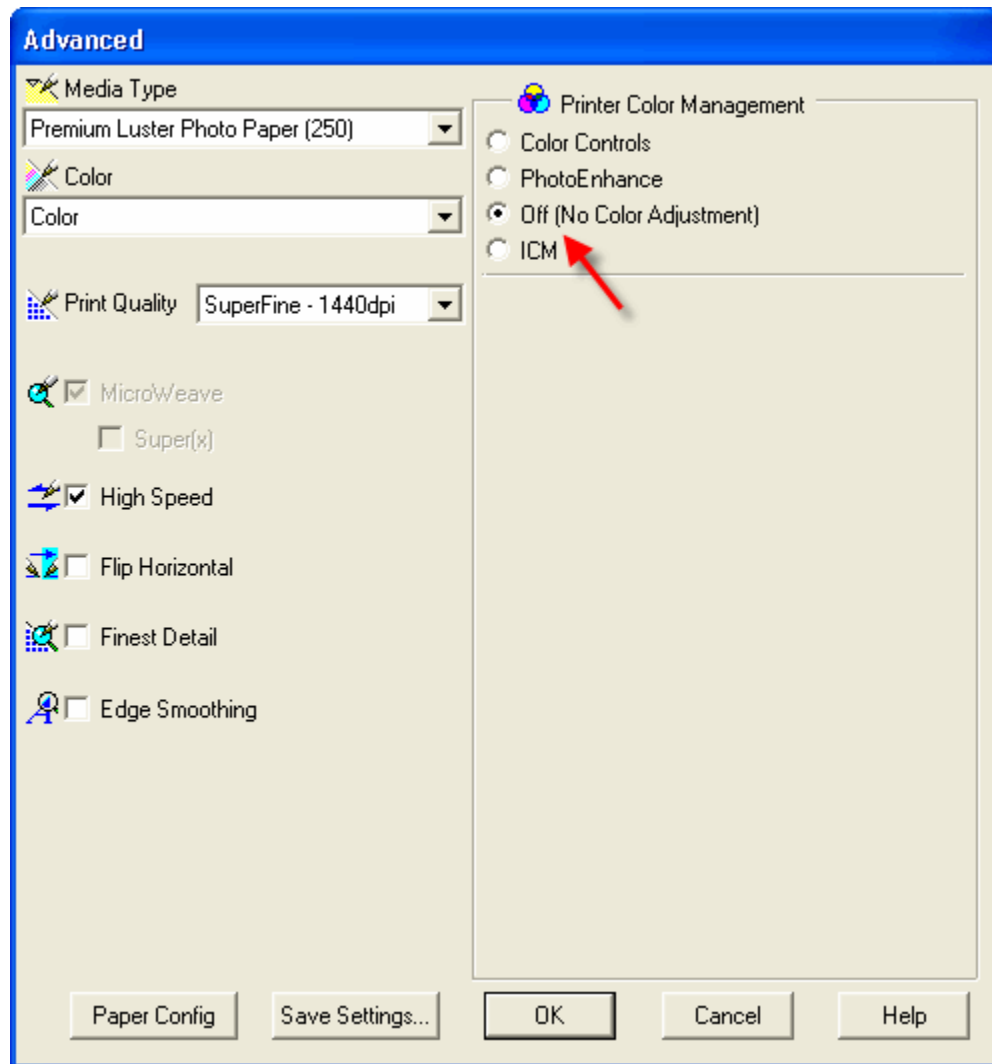 Advanced
Media Type
Premium Luster Photo Paper (250)
Color
Color
Print Quality
SuperFine - 1440dpi
MicroWeave
Super(x)
High Speed
Flip Horizontal
Finest Detail
Edge Smoothing
Printer Color Management
Color Controls
PhotoEnhance
Off (No Color Adjustment)
ICM
Paper Config
Save Settings...
OK
Cancel
Help